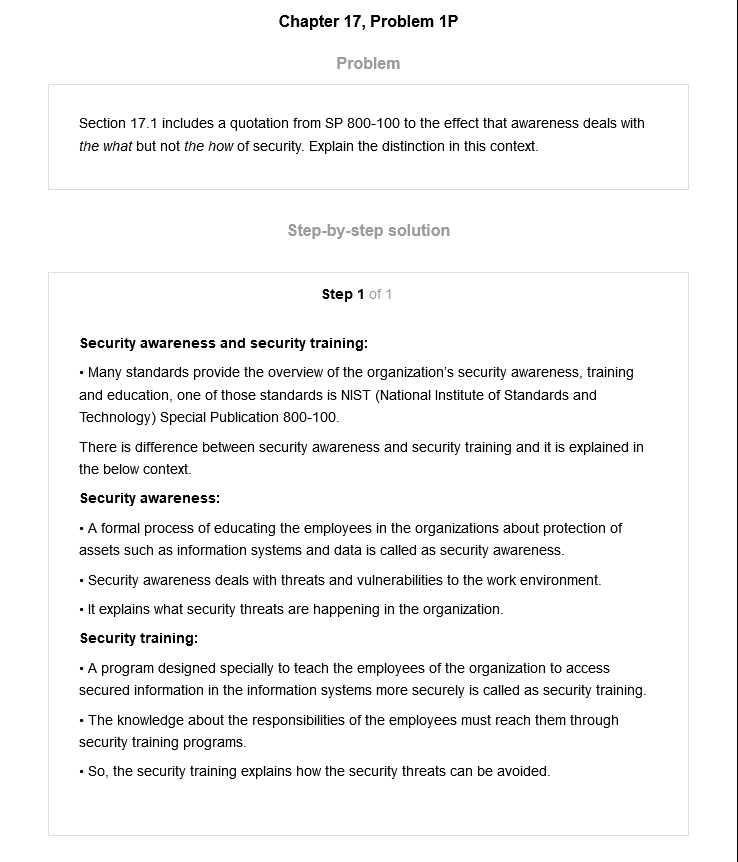 Chapter 17, Problem 1P
Problem
Section 17.1 includes a quotation from SP 800-100 to the effect that awareness deals with
the what but not the how of security. Explain the distinction in this context.
Step-by-step solution
Step 1 of 1
Security awareness and security training:
• Many standards provide the overview of the organization's security awareness, training
and education, one of those standards is NIST (National Institute of Standards and
Technology) Special Publication 800-100.
There is difference between security awareness and security training and it is explained in
the below context.
Security awareness:
• A formal process of educating the employees in the organizations about protection of
assets such as information systems and data is called as security awareness.
• Security awareness deals with threats and vulnerabilities to the work environment.
• It explains what security threats are happening in the organization.
Security training:
• A program designed specially to teach the employees of the organization to access
secured information in the information systems more securely is called as security training.
• The knowledge about the responsibilities of the employees must reach them through
security training programs.
• So, the security training explains how the security threats can be avoided.